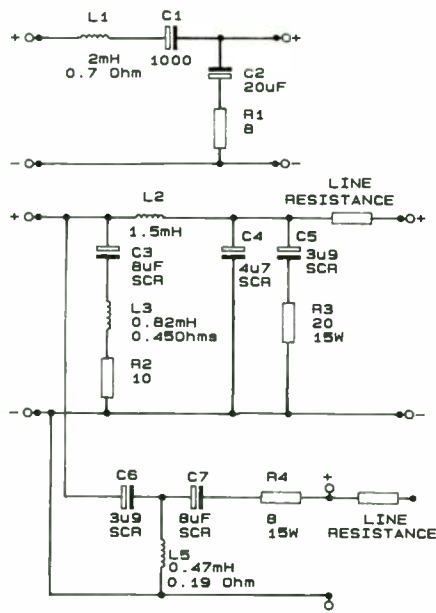 L1
C1
+
+
2mH
0.7 Ohm
1000
C2
20uF
R1
8
-
-
L2
LINE
RESISTANCE
+
+
1.5mH
C3
8uF
SCR
C4
4u7
SCR
C5
3u9
SCR
L3
0.82mH
0.45Ohms
R3
20
15W
R2
10
-
-
C6
C7
R4
+
3u9
SCR
8uF
SCR
8
15W
LINE
RESISTANCE
L5
0.47mH
0.19 Ohm